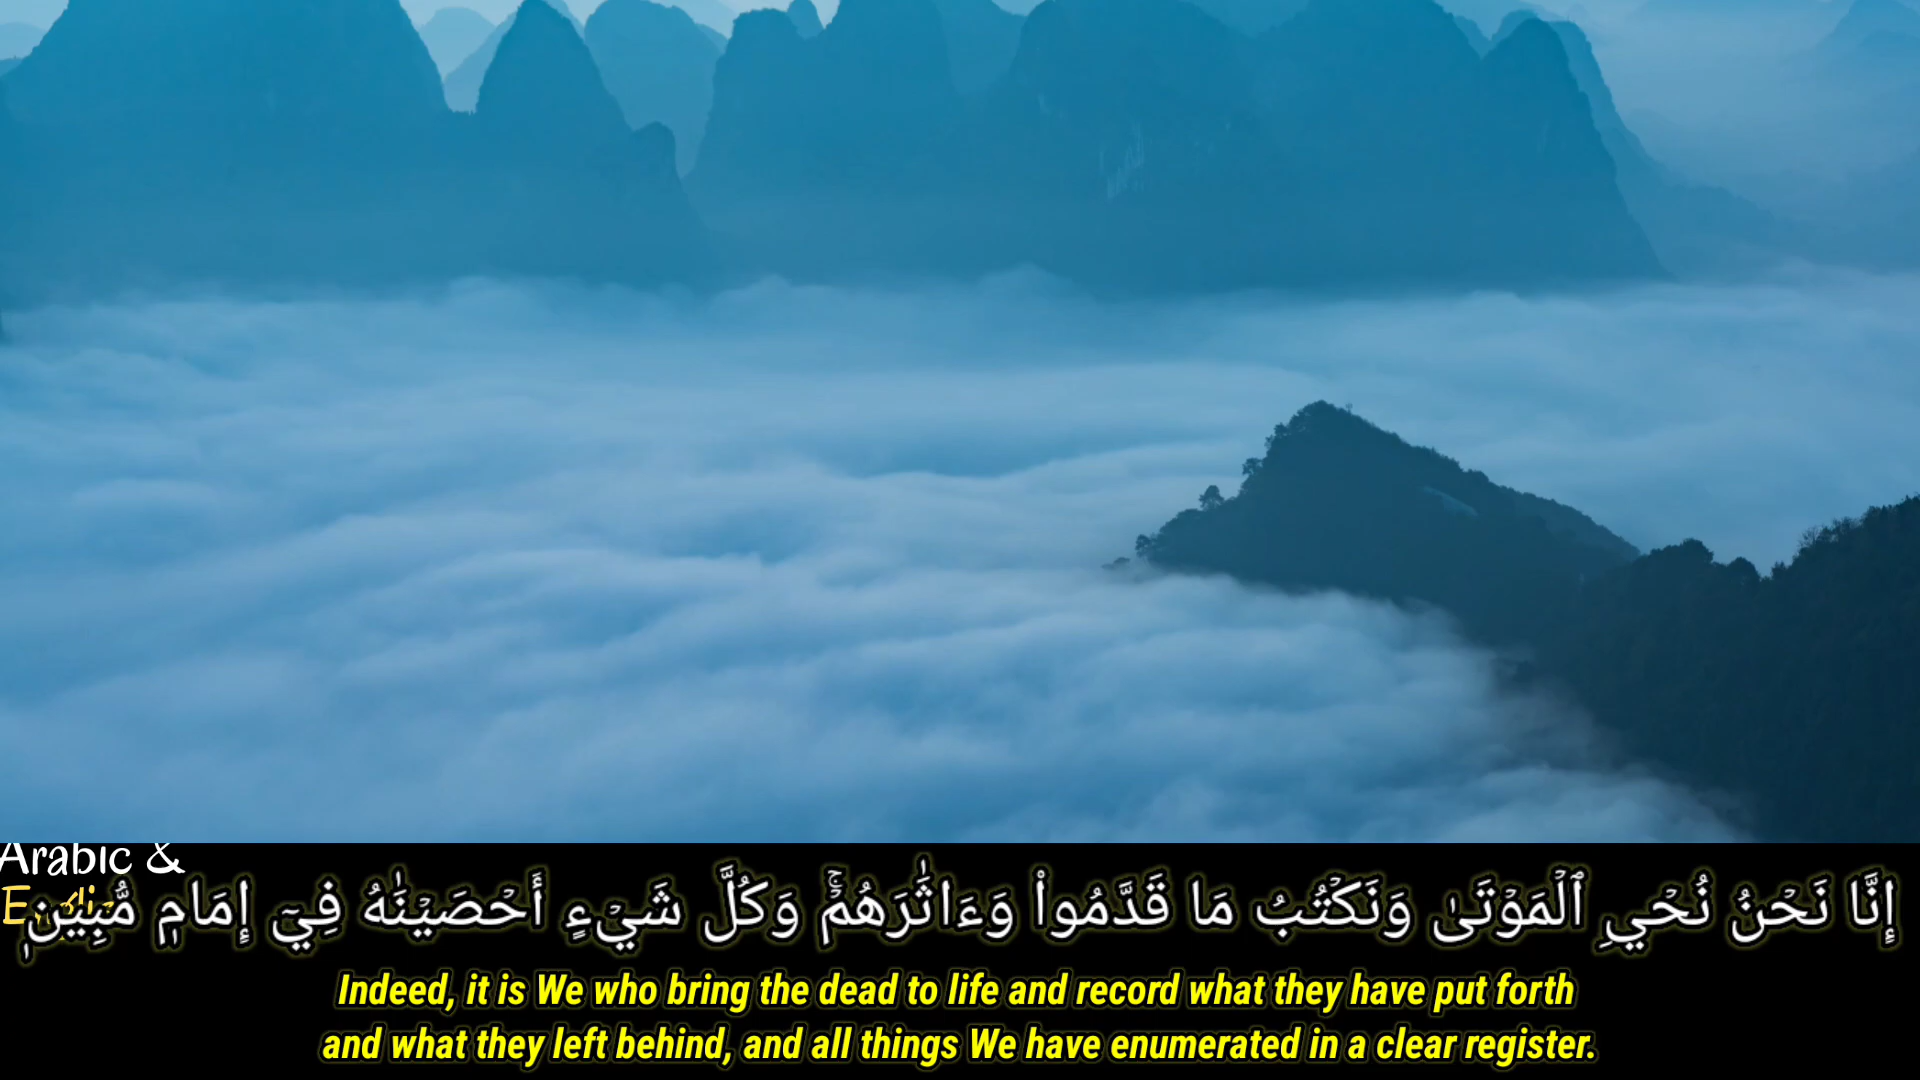 Arabic &
إِنَّا نَحْنُ نُحْيِ ٱلْمَوْتَىٰ وَنَكْتُبُ مَا قَدَّمُوا۟ وَءَاثَٰرَهُمْ ۚ وَكُلَّ شَيْءٍ أَحْصَيْنَٰهُ فِيٓ إِمَامٍ مُّبِينٍ
Indeed, it is We who bring the dead to life and record what they have put forth
and what they left behind, and all things We have enumerated in a clear register.